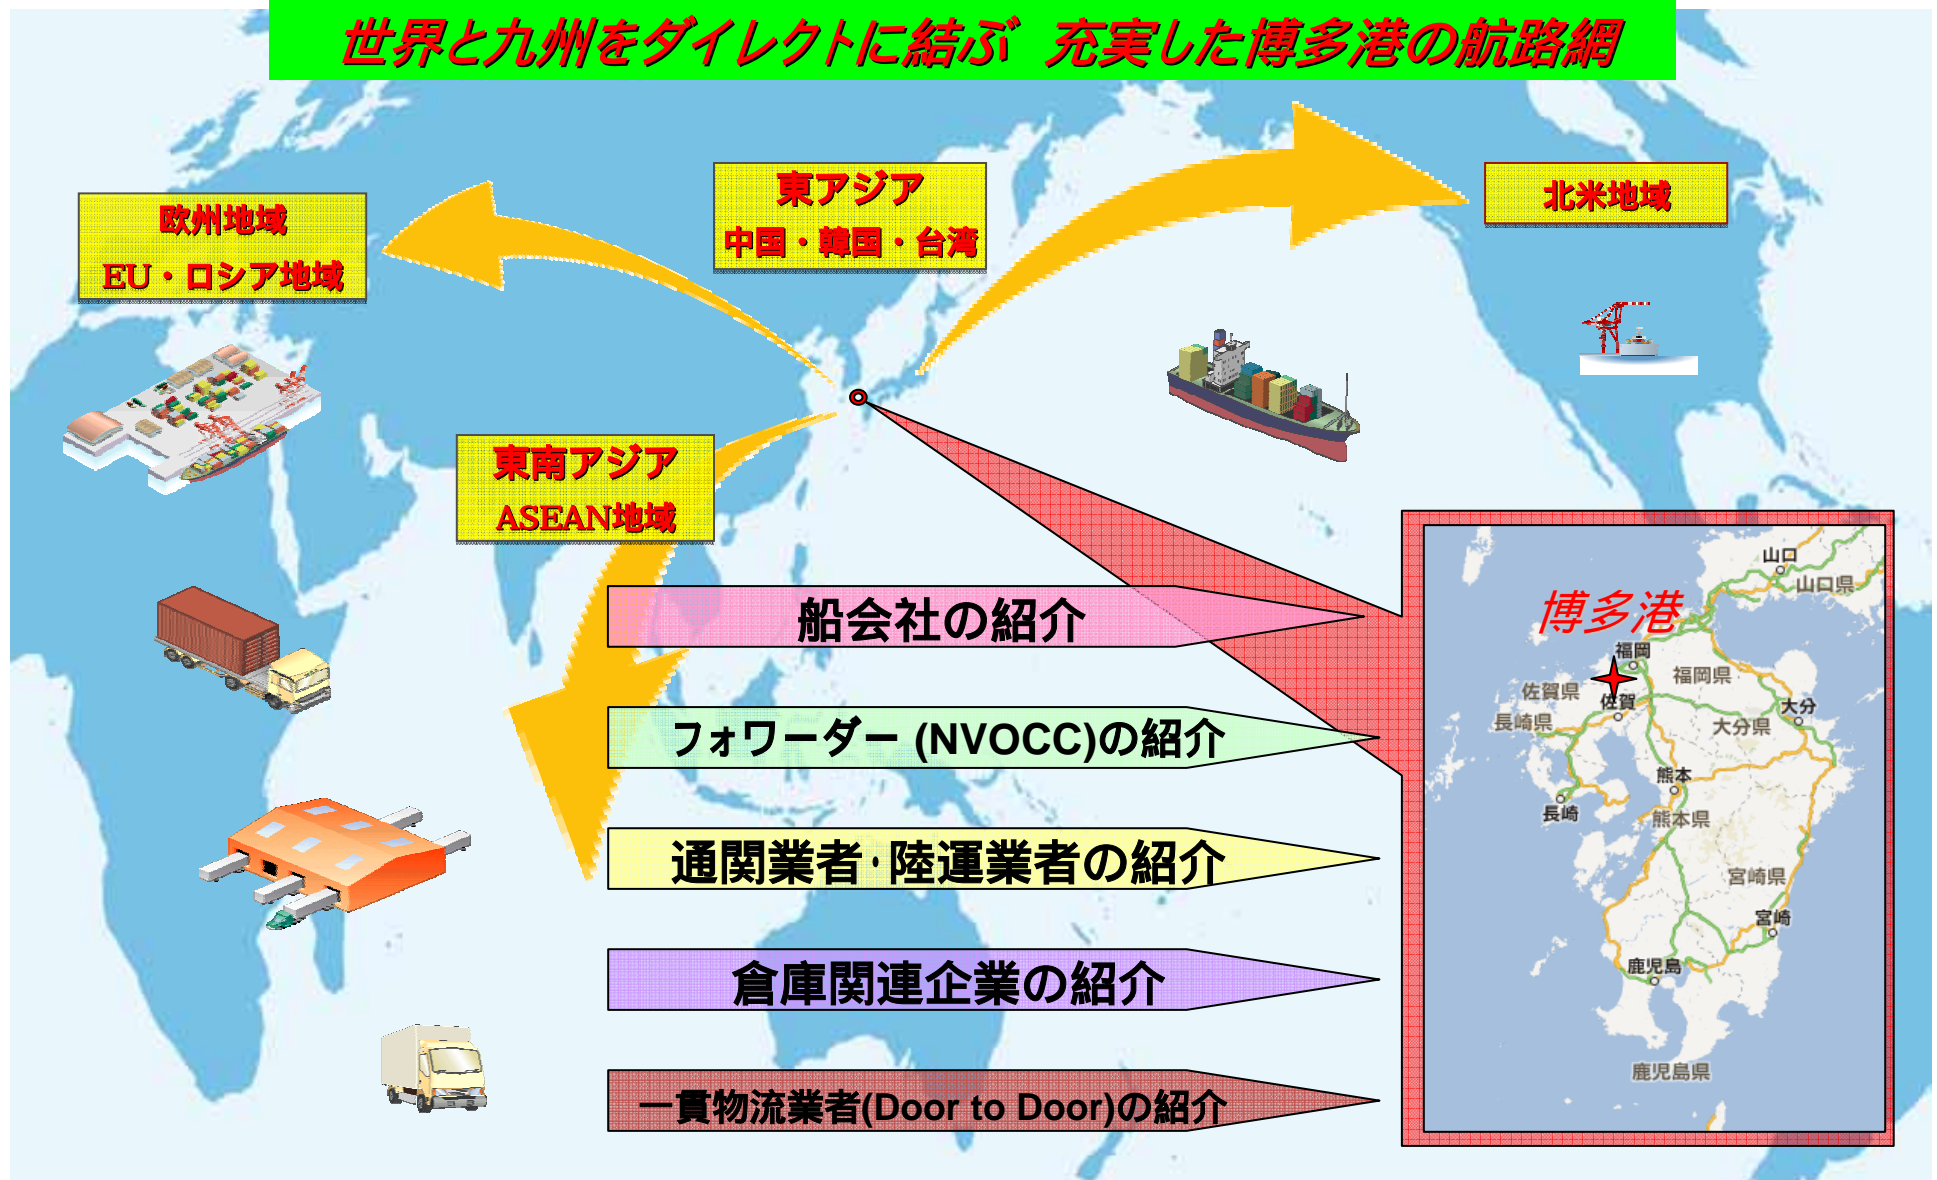 世界と九州をダイレクトに結ぶ 充実した博多港の航路網
東アジア
中国・韓国・台湾
北米地域
欧州地域
EU・ロシア地域
東南アジア
ASEAN地域
船会社の紹介
フォワーダー (NVOCC)の紹介
通関業者・陸運業者の紹介
倉庫関連企業の紹介
一貫物流業者(Door to Door)の紹介
山口
山口県
博多港
福岡
福岡県
佐賀県
佐賀
大分
長崎県
大分県
熊本
長崎
熊本県
宮崎県
宮崎
鹿児島
鹿児島県